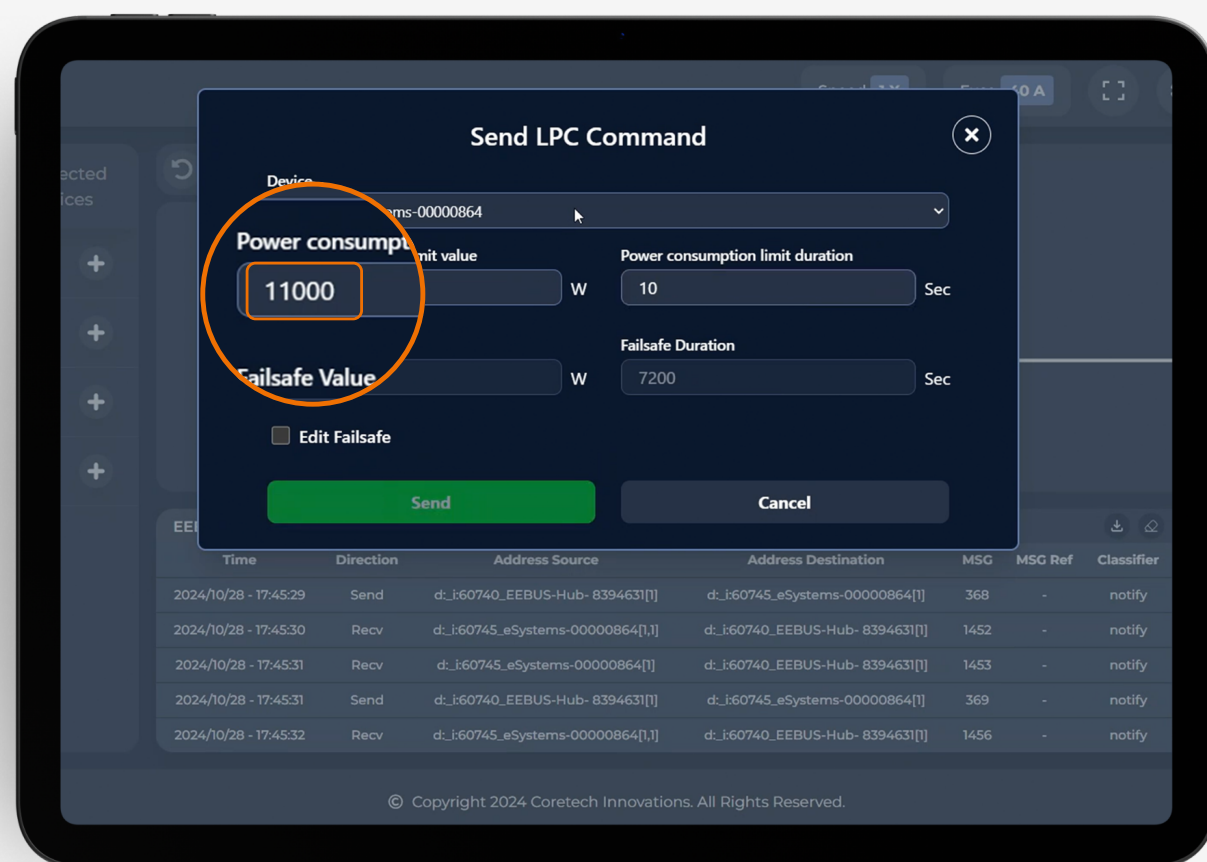 40 A
Send LPC Command
ected
ices
Device
ems-00000864
Power consumpt
mit value
Power consumption limit duration
11000
W
10
Sec
Failsafe Value
W
Failsafe Duration
7200
Sec
Edit Failsafe
Send
Cancel
EEB
Time Direction Address Source Address Destination MSG MSG Ref Classifier
2024/10/28 - 17:45:29 Send d:_i:60740_EEBUS-Hub- 8394631[1] d:_i:60745_eSystems-00000864[1] 368 - notify
2024/10/28 - 17:45:30 Recv d:_i:60745_eSystems-00000864[1,1] d:_i:60740_EEBUS-Hub- 8394631[1] 1452 - notify
2024/10/28 - 17:45:31 Recv d:_i:60745_eSystems-00000864[1] d:_i:60740_EEBUS-Hub- 8394631[1] 1453 - notify
2024/10/28 - 17:45:31 Send d:_i:60740_EEBUS-Hub- 8394631[1] d:_i:60745_eSystems-00000864[1] 369 - notify
2024/10/28 - 17:45:32 Recv d:_i:60745_eSystems-00000864[1,1] d:_i:60740_EEBUS-Hub- 8394631[1] 1456 - notify
© Copyright 2024 Coretech Innovations. All Rights Reserved.